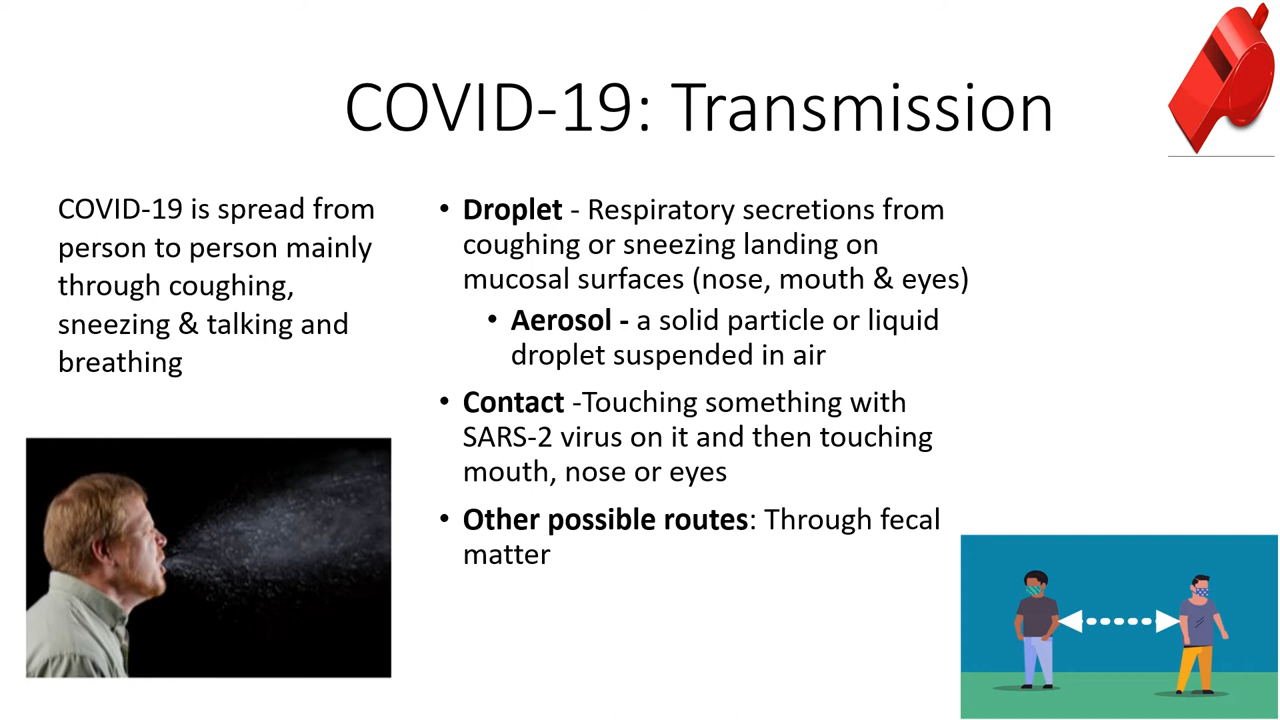 COVID-19: Transmission
COVID-19 is spread from
person to person mainly
through coughing,
sneezing & talking and
breathing
• Droplet - Respiratory secretions from
coughing or sneezing landing on
mucosal surfaces (nose, mouth & eyes)
• Aerosol - a solid particle or liquid
droplet suspended in air
• Contact -Touching something with
SARS-2 virus on it and then touching
mouth, nose or eyes
• Other possible routes: Through fecal
matter